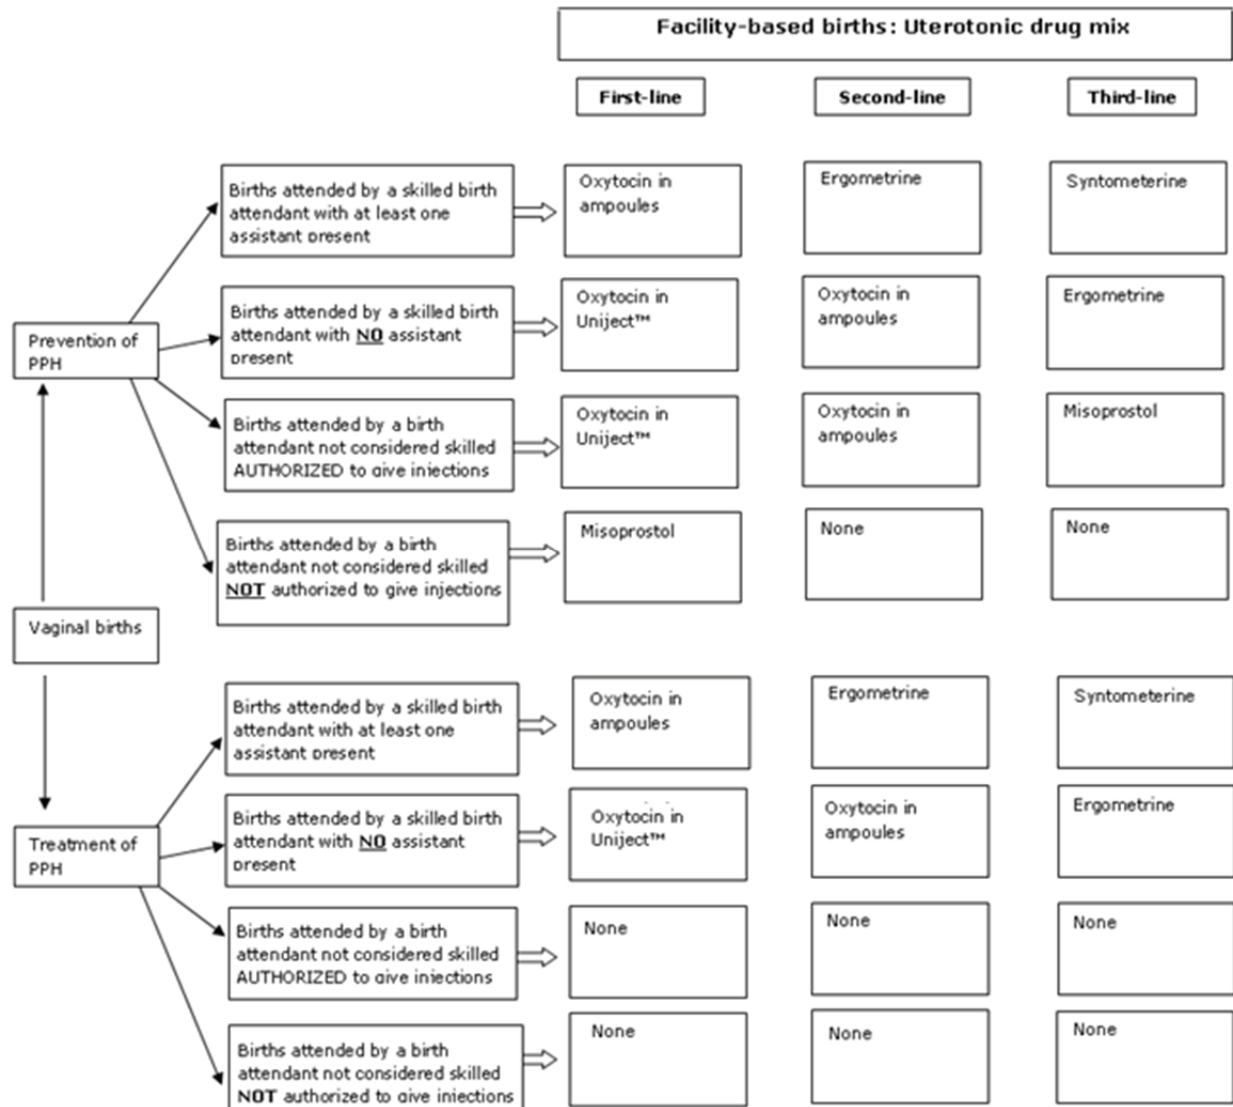 Facility-based births: Uterotonic drug mix
First-line
Second-line
Third-line
Births attended by a skilled birth
attendant with at least one
assistant present
Oxytocin in
ampoules
Ergometrine
Syntometerine
Prevention of
PPH
Births attended by a skilled birth
attendant with NO assistant
present
Oxytocin in
Uniject™
Oxytocin in
ampoules
Ergometrine
Births attended by a birth
attendant not considered skilled
AUTHORIZED to give injections
Oxytocin in
Uniject™
Oxytocin in
ampoules
Misoprostol
Births attended by a birth
attendant not considered skilled
NOT authorized to give injections
Misoprostol
None
None
Vaginal births
Births attended by a skilled birth
attendant with at least one
assistant present
Oxytocin in
ampoules
Ergometrine
Syntometerine
Treatment of
PPH
Births attended by a skilled birth
attendant with NO assistant
present
Oxytocin in
Uniject™
Oxytocin in
ampoules
Ergometrine
Births attended by a birth
attendant not considered skilled
AUTHORIZED to give injections
None
None
None
Births attended by a birth
attendant not considered skilled
NOT authorized to give injections
None
None
None